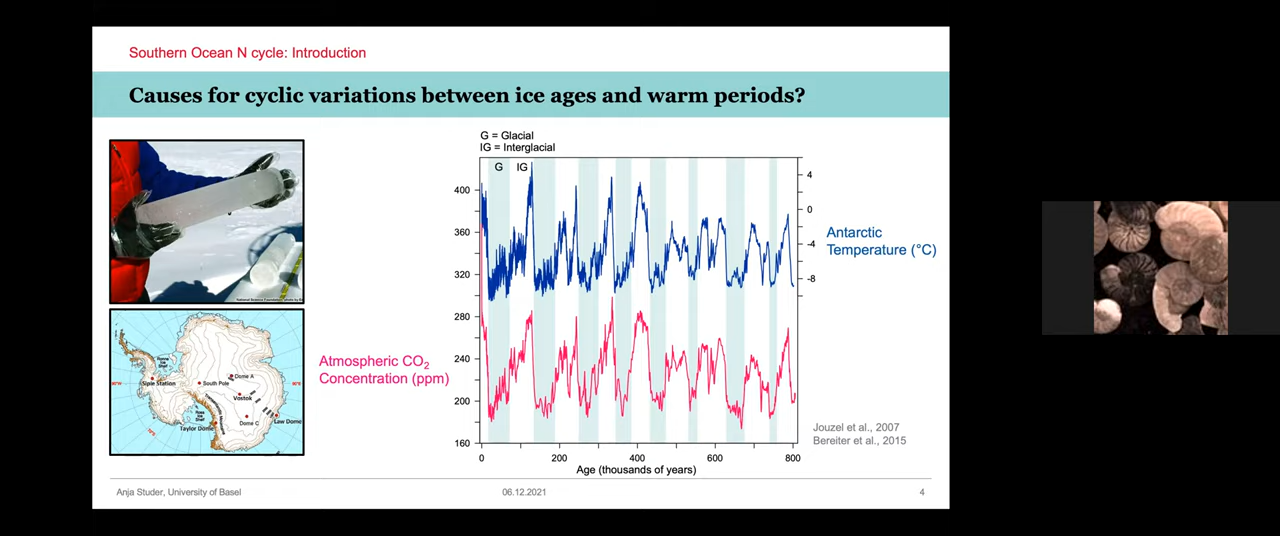 Southern Ocean N cycle: Introduction
Causes for cyclic variations between ice ages and warm periods?
G = Glacial
IG = Interglacial
G IG
400
360
320
280
240
200
160
4
0
-4
-8
Antarctic
Temperature (°C)
Atmospheric CO2
Concentration (ppm)
0 200 400 600 800
Age (thousands of years)
Jouzel et al., 2007
Bereiter et al., 2015
Siple Station
South Pole
Dome A
Vostok
Dome C
Law Dome
Taylor Dome
Anja Studer, University of Basel
06.12.2021
4